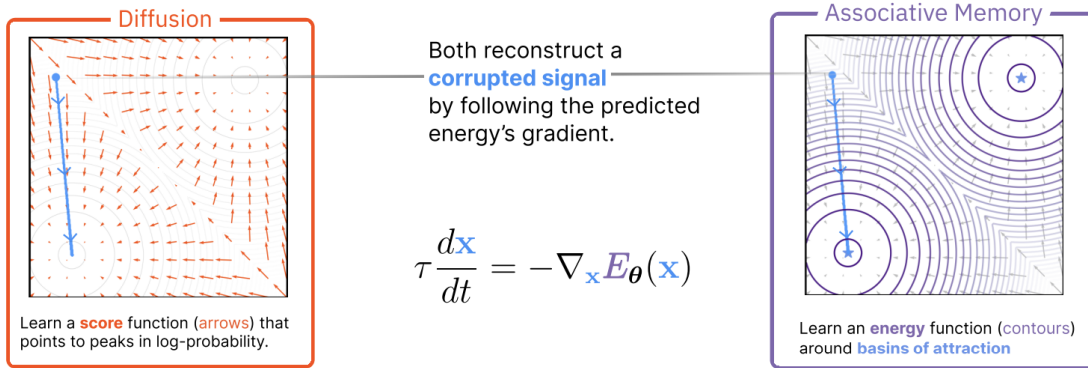 Diffusion
Learn a score function (arrows) that
points to peaks in log-probability.
Both reconstruct a
corrupted signal
by following the predicted
energy's gradient.
τ dx/dt = −∇ₓE_θ(x)
Associative Memory
Learn an energy function (contours)
around basins of attraction